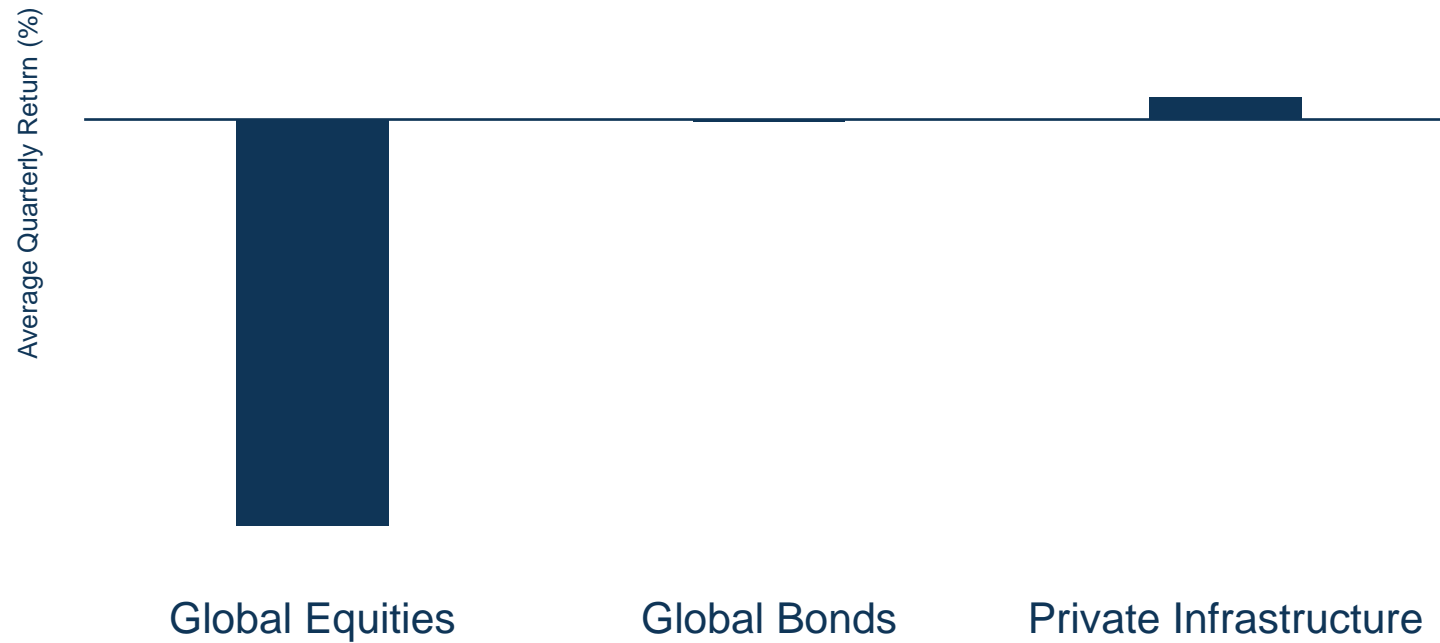 Average Quarterly Return (%)
Global Equities
Global Bonds
Private Infrastructure